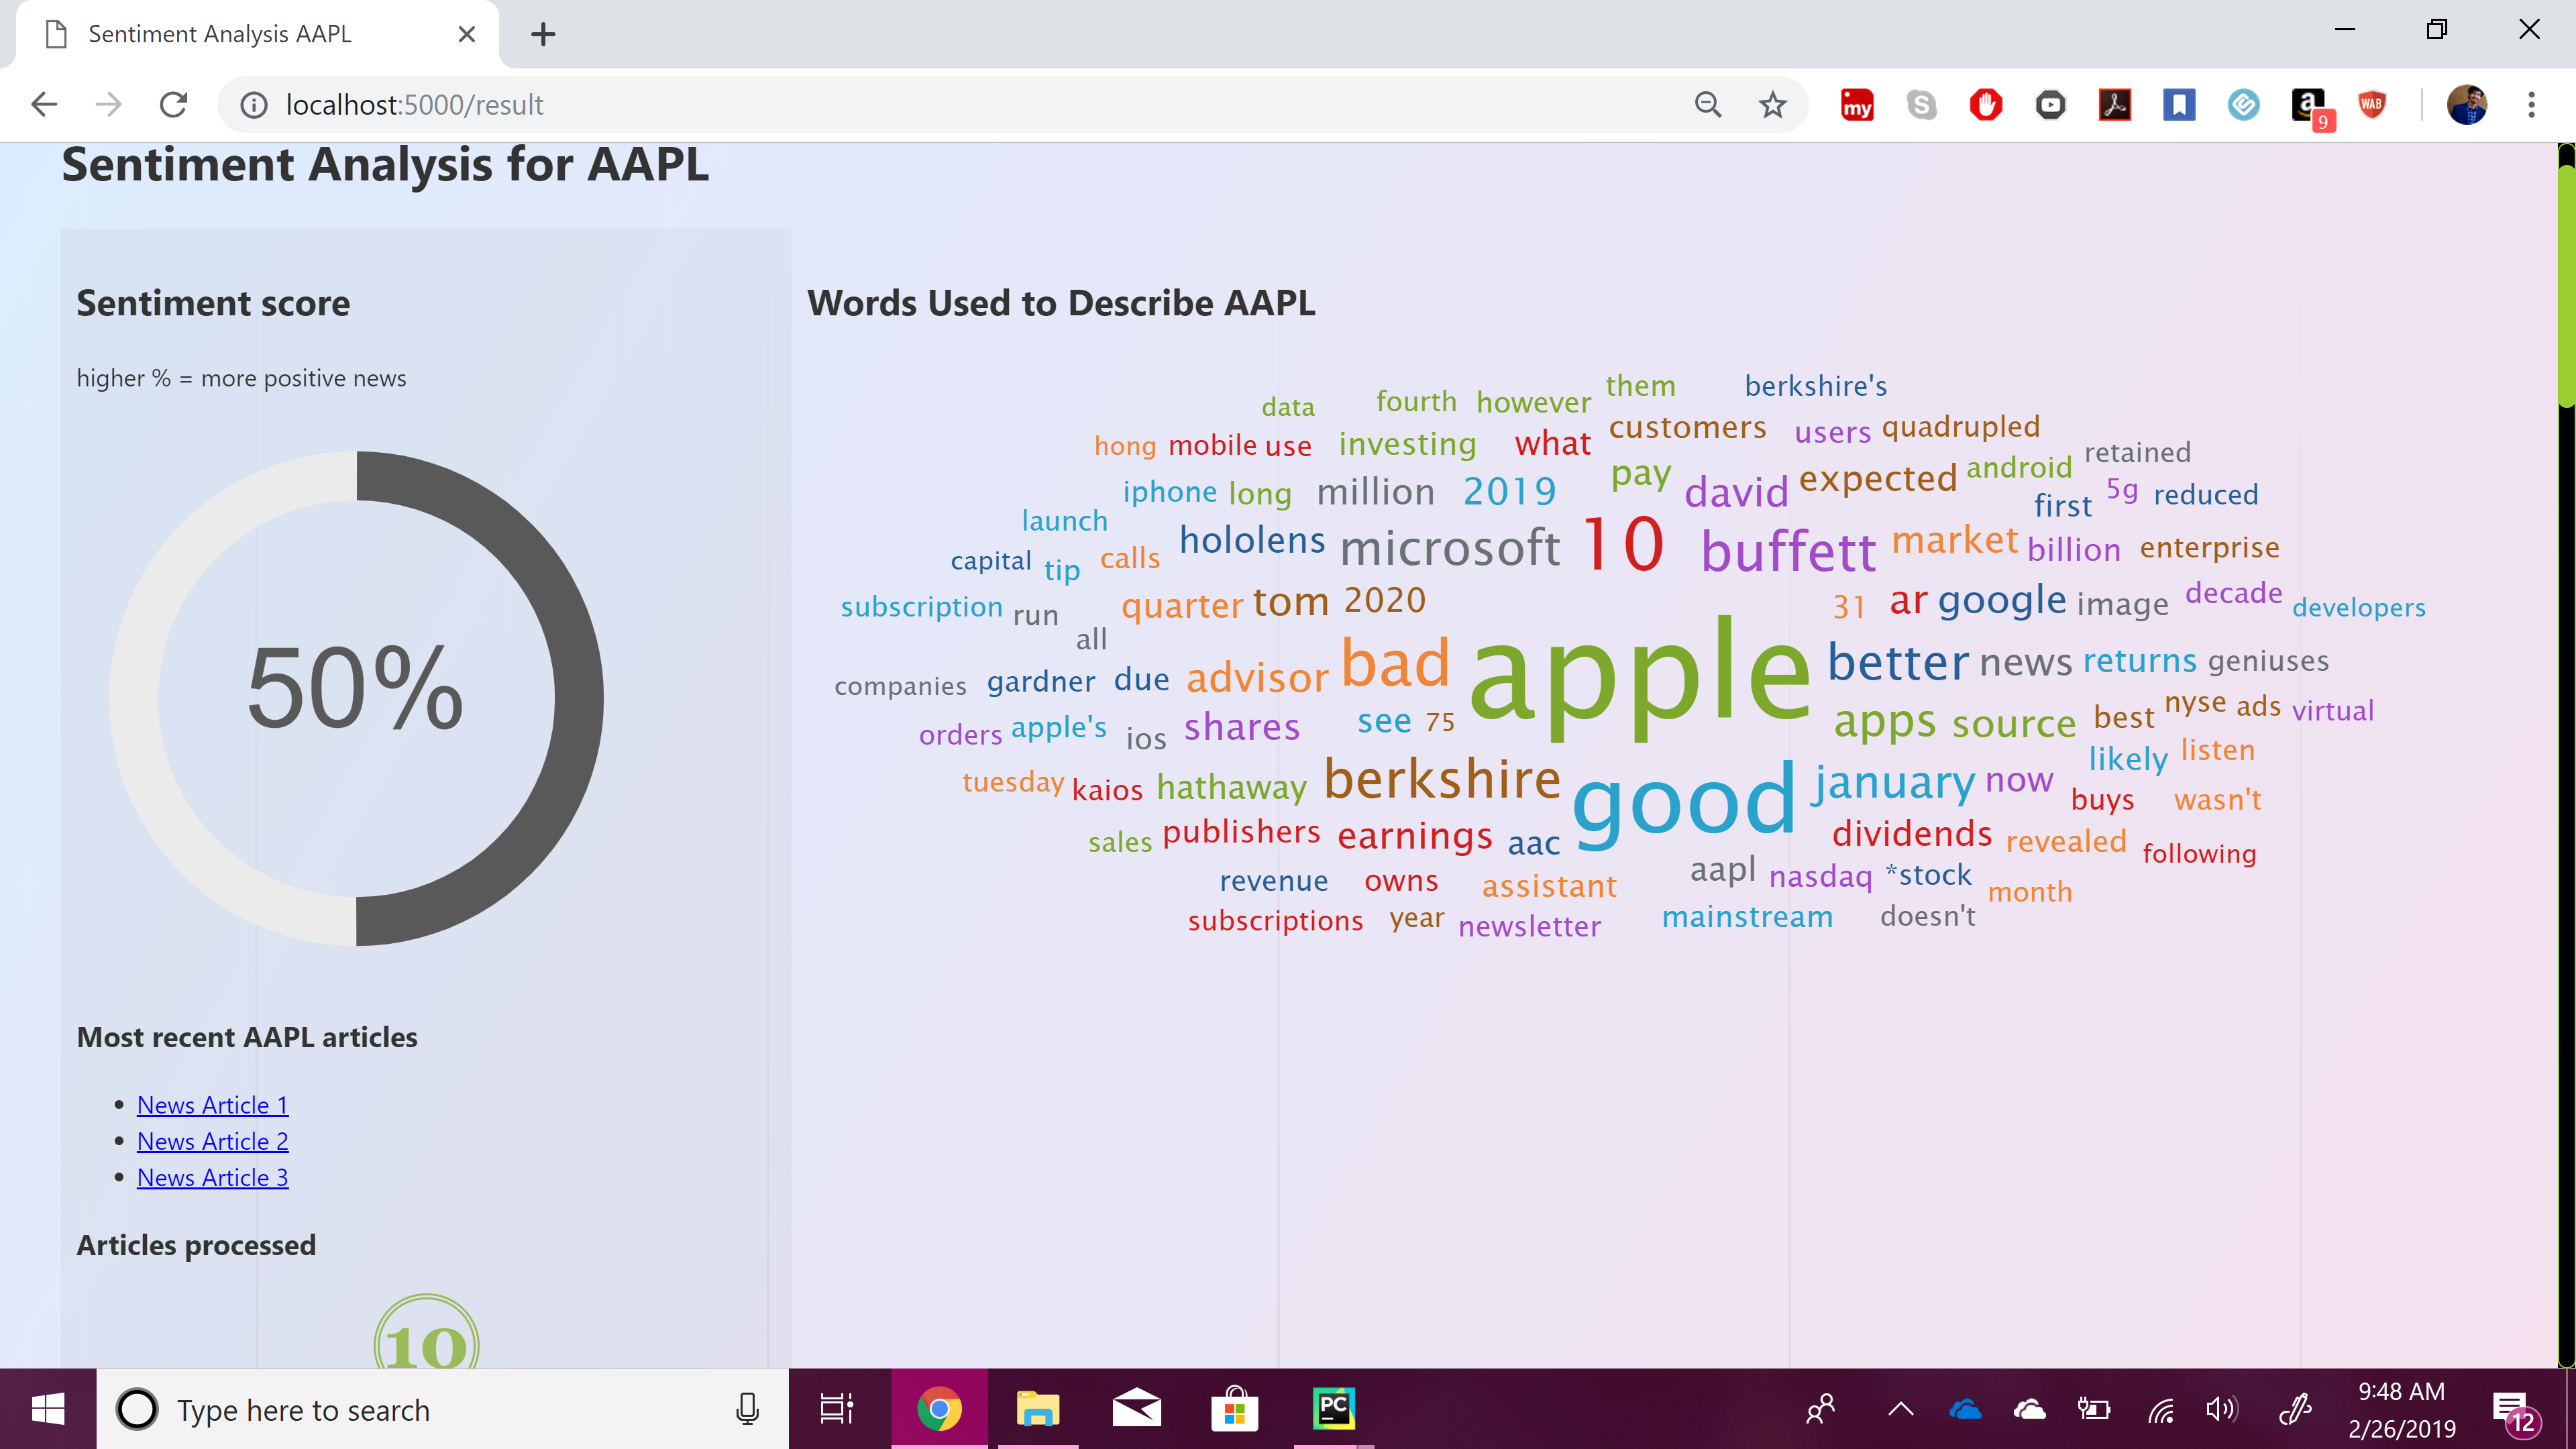 Sentiment Analysis AAPL
localhost:5000/result
my
S
a
9
WAB
Sentiment Analysis for AAPL
Sentiment score
higher % = more positive news
50%
Most recent AAPL articles
News Article 1
News Article 2
News Article 3
Articles processed
10
Words Used to Describe AAPL
them berkshire's
data fourth however
customers users quadrupled
hong mobile use investing what retained
pay expected android
iphone long million 2019 david first 5g reduced
launch
hololens microsoft 10 buffett market billion enterprise
capital tip calls
subscription run quarter tom 2020 31 ar google image decade developers
all
companies gardner due advisor bad apple better news returns geniuses
orders apple's ios shares see 75 apps source best nyse ads virtual
likely listen
tuesday kaios hathaway berkshire good january now buys wasn't
sales publishers earnings aac dividends revealed following
revenue owns assistant aapl nasdaq *stock month
subscriptions year newsletter mainstream doesn't
Type here to search
PC
9:48 AM
2/26/2019
12